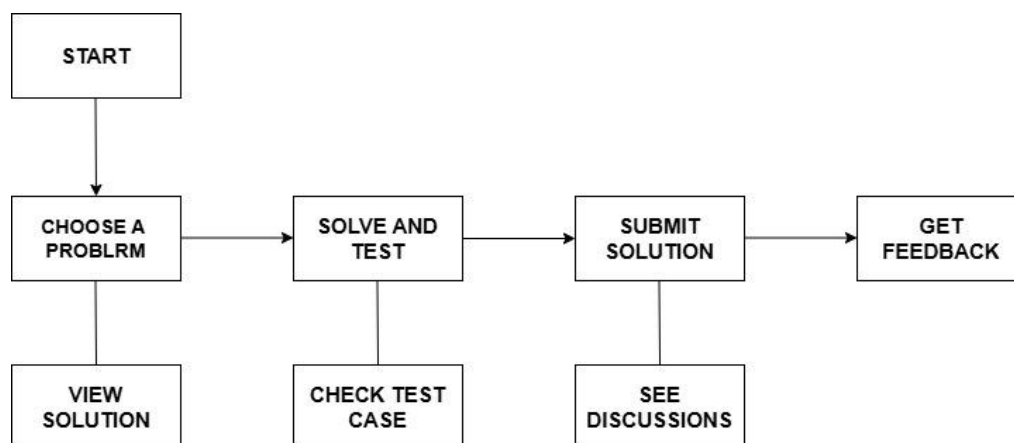 START
CHOOSE A
PROBLRM
SOLVE AND
TEST
SUBMIT
SOLUTION
GET
FEEDBACK
VIEW
SOLUTION
CHECK TEST
CASE
SEE
DISCUSSIONS